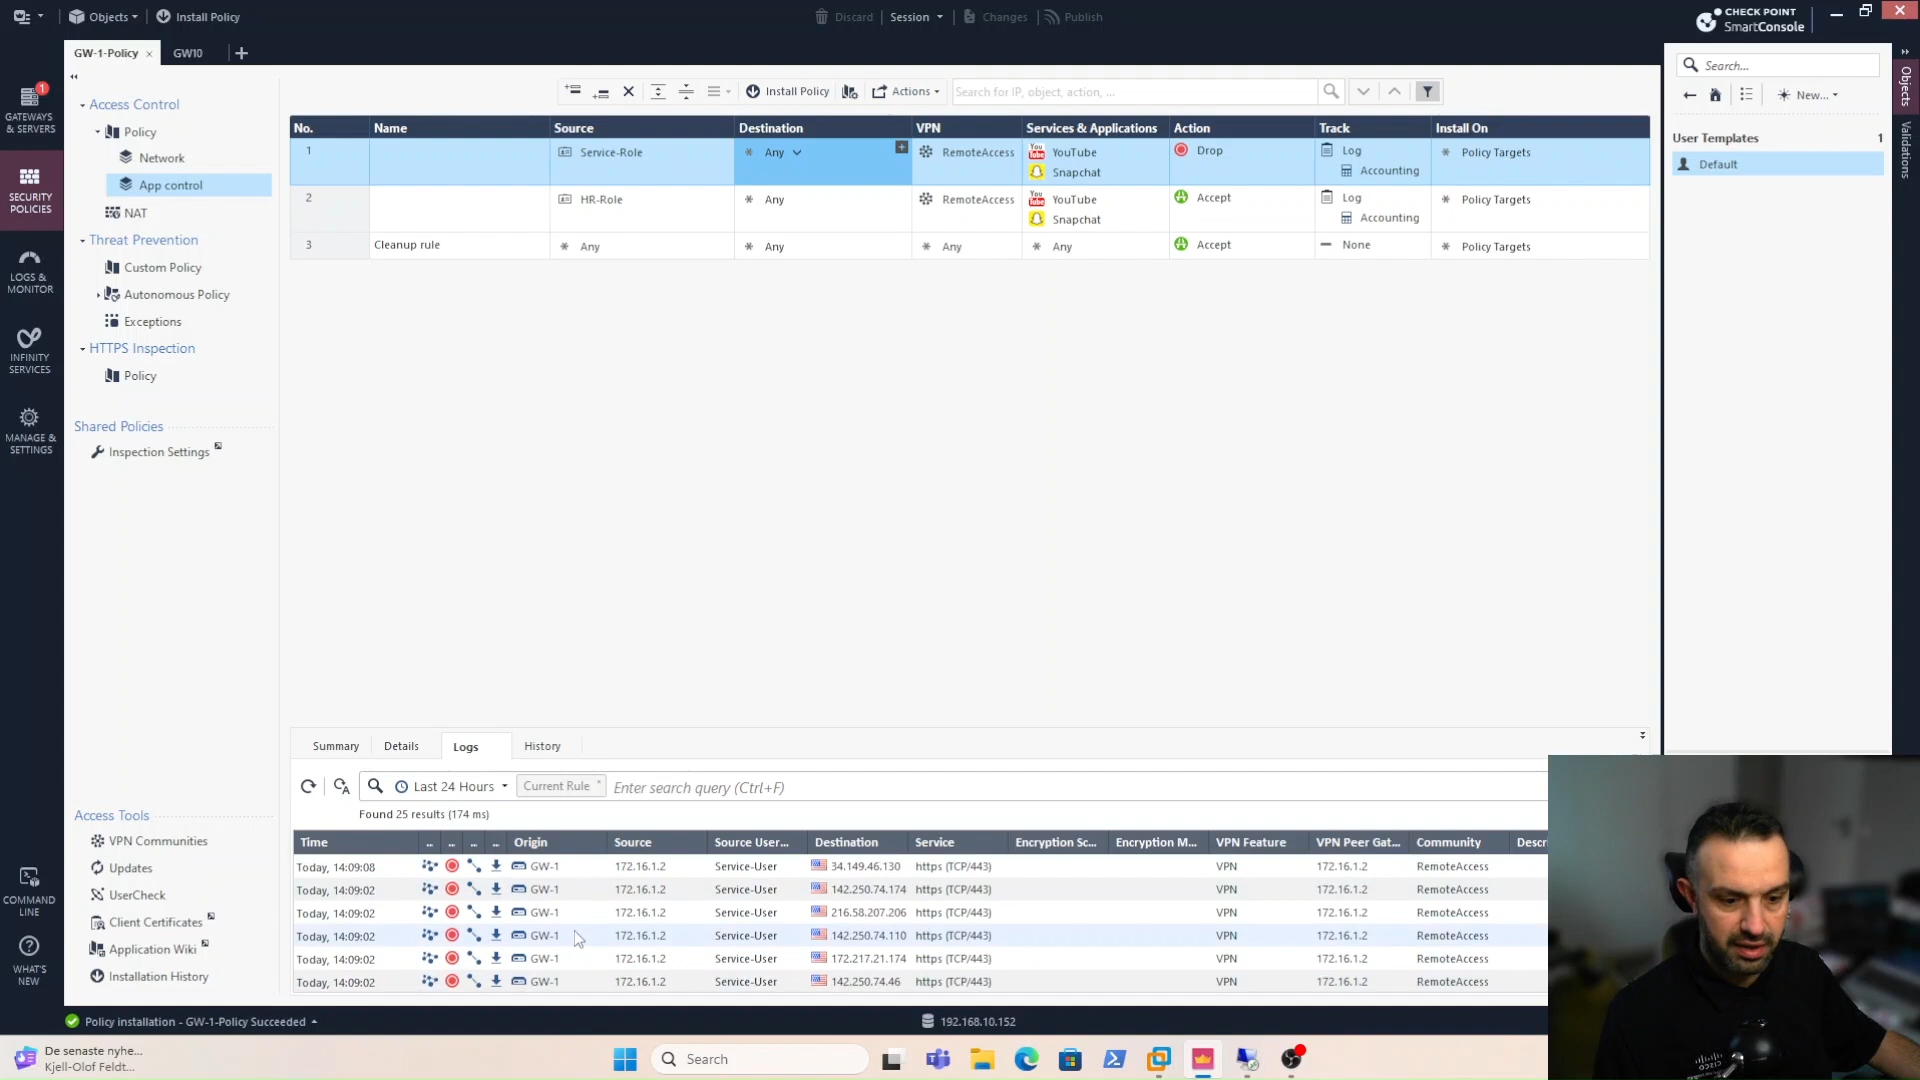 Objects
Install Policy
Discard
Session
Changes
Publish
CHECK POINT
SmartConsole
GW-1-Policy
GW10
Search...
New...
User Templates 1
Default
Objects
Validations
GATEWAYS & SERVERS
1
SECURITY POLICIES
LOGS & MONITOR
INFINITY SERVICES
MANAGE & SETTINGS
COMMAND LINE
WHAT'S NEW
Access Control
Policy
Network
App control
NAT
Threat Prevention
Custom Policy
Autonomous Policy
Exceptions
HTTPS Inspection
Policy
Shared Policies
Inspection Settings
Access Tools
VPN Communities
Updates
UserCheck
Client Certificates
Application Wiki
Installation History
Install Policy
Actions
Search for IP, object, action, ...
No. Name Source Destination VPN Services & Applications Action Track Install On
1 Service-Role Any RemoteAccess YouTube Drop Log Policy Targets
Snapchat Accounting
2 HR-Role Any RemoteAccess YouTube Accept Log Policy Targets
Snapchat Accounting
3 Cleanup rule Any Any Any Any Accept None Policy Targets
Summary Details Logs History
Last 24 Hours Current Rule Enter search query (Ctrl+F)
Found 25 results (174 ms)
Time .. .. .. .. Origin Source Source User... Destination Service Encryption Sc... Encryption M... VPN Feature VPN Peer Gat... Community Descr
Today, 14:09:08 GW-1 172.16.1.2 Service-User 34.149.46.130 https (TCP/443) VPN 172.16.1.2 RemoteAccess
Today, 14:09:02 GW-1 172.16.1.2 Service-User 142.250.74.174 https (TCP/443) VPN 172.16.1.2 RemoteAccess
Today, 14:09:02 GW-1 172.16.1.2 Service-User 216.58.207.206 https (TCP/443) VPN 172.16.1.2 RemoteAccess
Today, 14:09:02 GW-1 172.16.1.2 Service-User 142.250.74.110 https (TCP/443) VPN 172.16.1.2 RemoteAccess
Today, 14:09:02 GW-1 172.16.1.2 Service-User 172.217.21.174 https (TCP/443) VPN 172.16.1.2 RemoteAccess
Today, 14:09:02 GW-1 172.16.1.2 Service-User 142.250.74.46 https (TCP/443) VPN 172.16.1.2 RemoteAccess
Policy installation - GW-1-Policy Succeeded
192.168.10.152
De senaste nyhe...
Kjell-Olof Feldt...
Search
CISCO